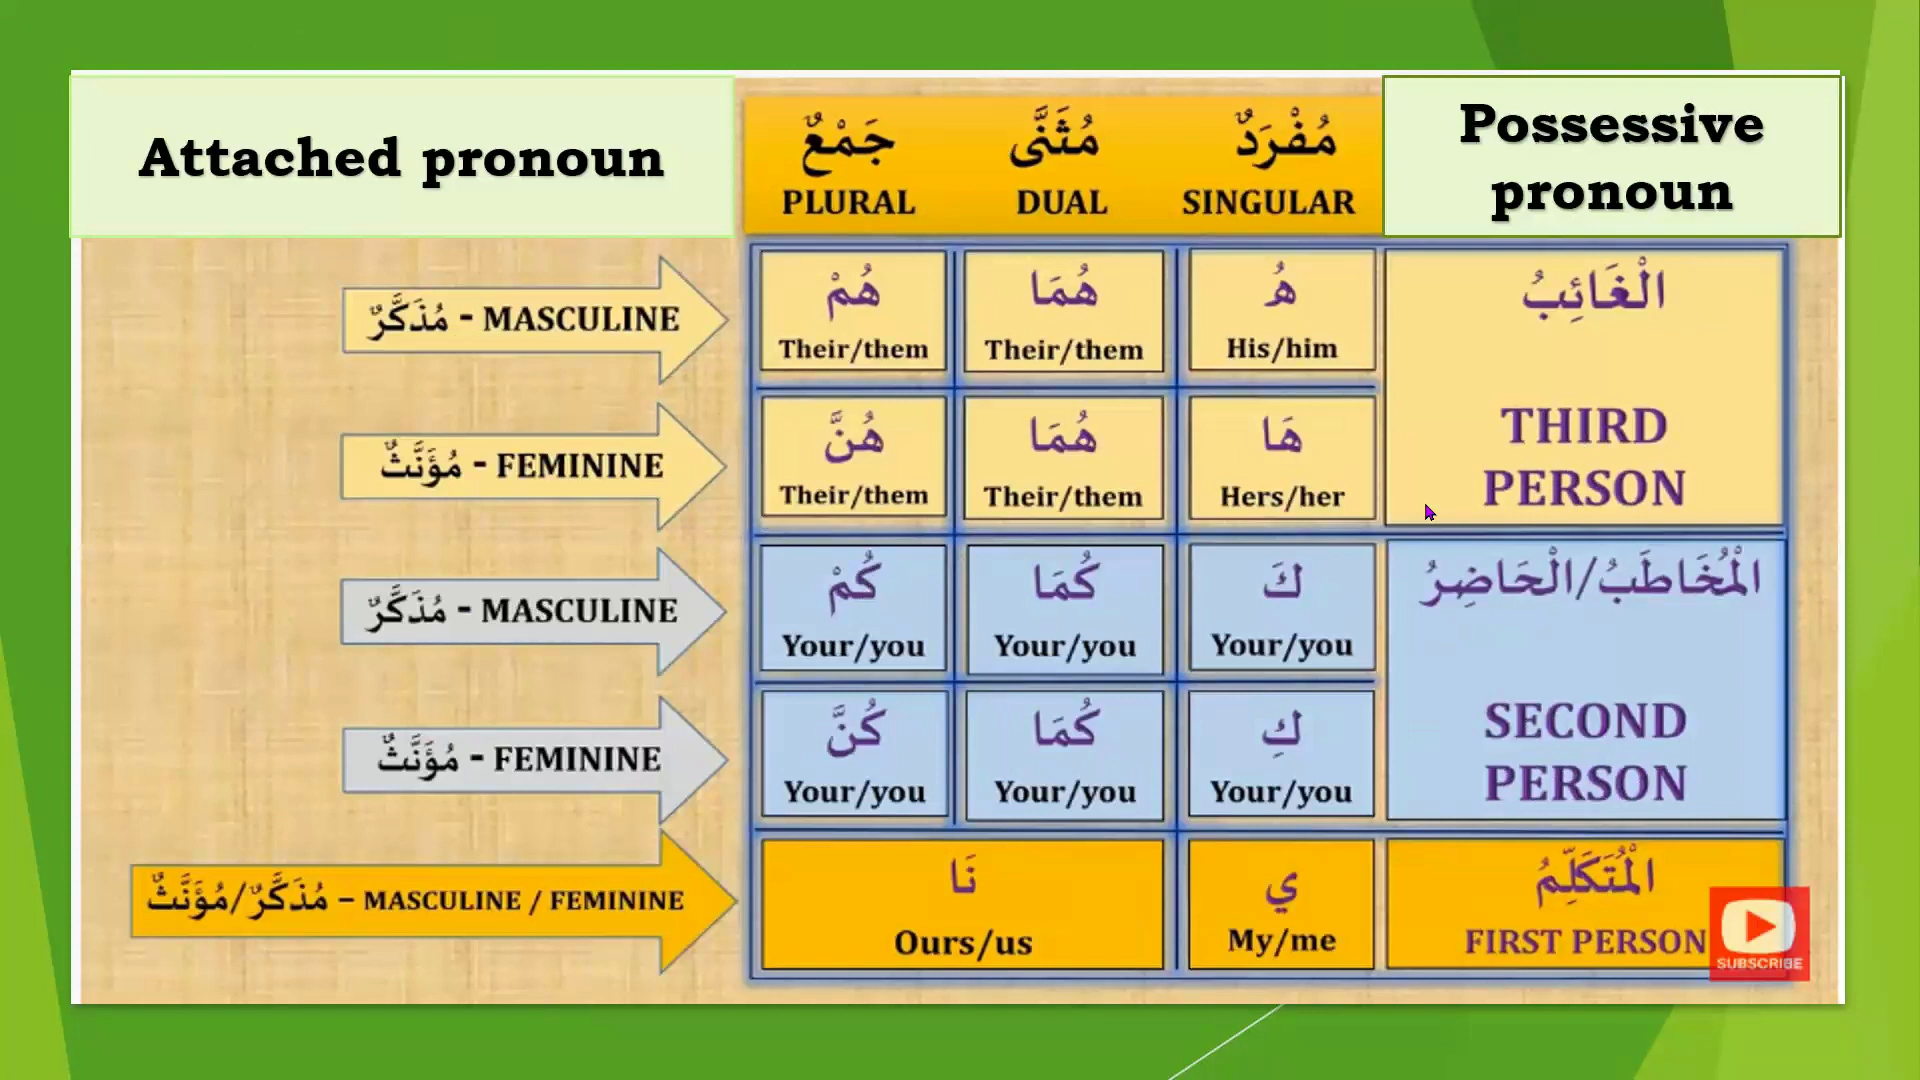 Attached pronoun
Possessive
pronoun
جَمْعٌ مُثَنَّى مُفْرَدٌ
PLURAL DUAL SINGULAR
مُذَكَّرٌ - MASCULINE
هُمْ هُمَا هُ الْغَائِبُ
Their/them Their/them His/him
مُؤَنَّثٌ - FEMININE
هُنَّ هُمَا هَا
Their/them Their/them Hers/her
THIRD
PERSON
مُذَكَّرٌ - MASCULINE
كُمْ كُمَا كَ الْمُخَاطَبُ/الْحَاضِرُ
Your/you Your/you Your/you
مُؤَنَّثٌ - FEMININE
كُنَّ كُمَا كِ
Your/you Your/you Your/you
SECOND
PERSON
مُذَكَّرٌ/مُؤَنَّثٌ – MASCULINE / FEMININE
نَا ي الْمُتَكَلِّمُ
Ours/us My/me FIRST PERSON
SUBSCRIBE